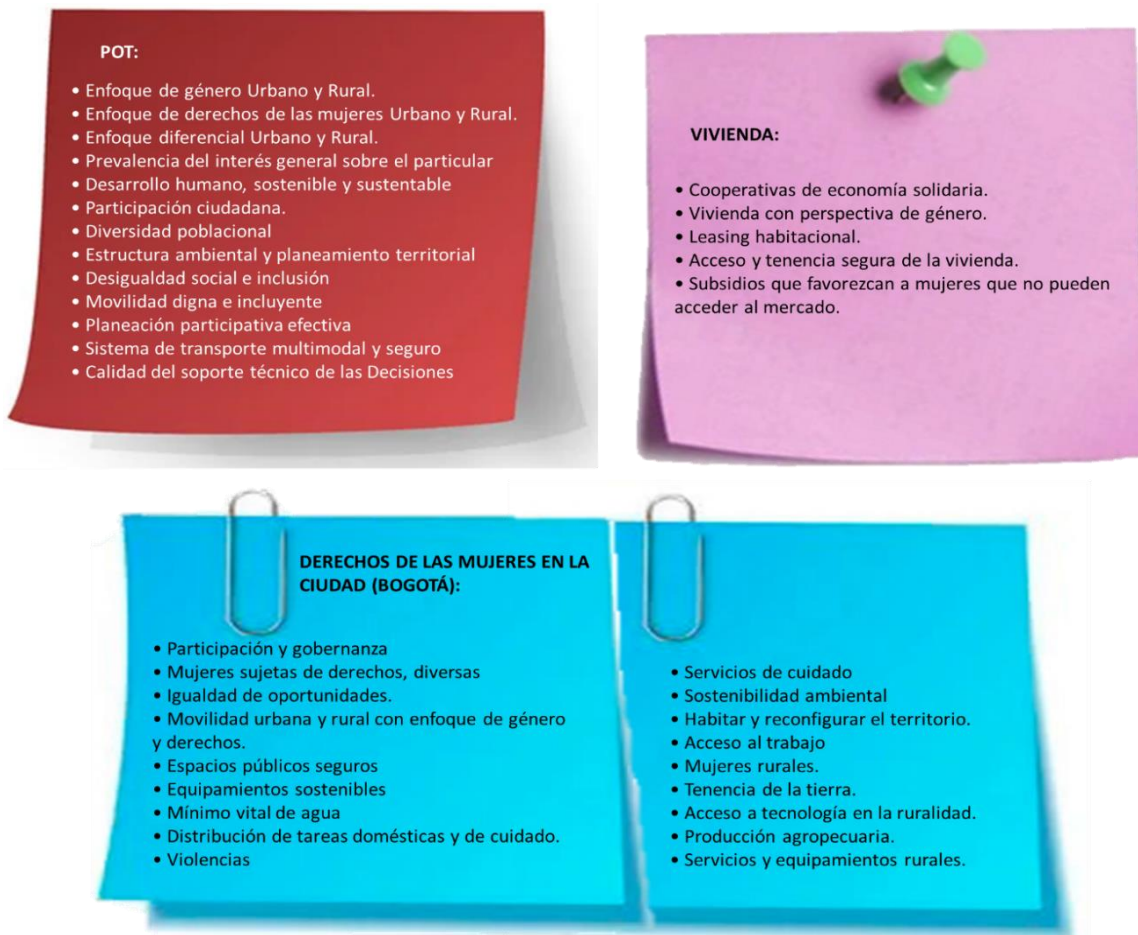 POT:
• Enfoque de género Urbano y Rural.
• Enfoque de derechos de las mujeres Urbano y Rural.
• Enfoque diferencial Urbano y Rural.
• Prevalencia del interés general sobre el particular
• Desarrollo humano, sostenible y sustentable
• Participación ciudadana.
• Diversidad poblacional
• Estructura ambiental y planeamiento territorial
• Desigualdad social e inclusión
• Movilidad digna e incluyente
• Planeación participativa efectiva
• Sistema de transporte multimodal y seguro
• Calidad del soporte técnico de las Decisiones
VIVIENDA:
• Cooperativas de economía solidaria.
• Vivienda con perspectiva de género.
• Leasing habitacional.
• Acceso y tenencia segura de la vivienda.
• Subsidios que favorezcan a mujeres que no pueden
acceder al mercado.
DERECHOS DE LAS MUJERES EN LA
CIUDAD (BOGOTÁ):
• Participación y gobernanza
• Mujeres sujetas de derechos, diversas
• Igualdad de oportunidades.
• Movilidad urbana y rural con enfoque de género
y derechos.
• Espacios públicos seguros
• Equipamientos sostenibles
• Mínimo vital de agua
• Distribución de tareas domésticas y de cuidado.
• Violencias
• Servicios de cuidado
• Sostenibilidad ambiental
• Habitar y reconfigurar el territorio.
• Acceso al trabajo
• Mujeres rurales.
• Tenencia de la tierra.
• Acceso a tecnología en la ruralidad.
• Producción agropecuaria.
• Servicios y equipamientos rurales.